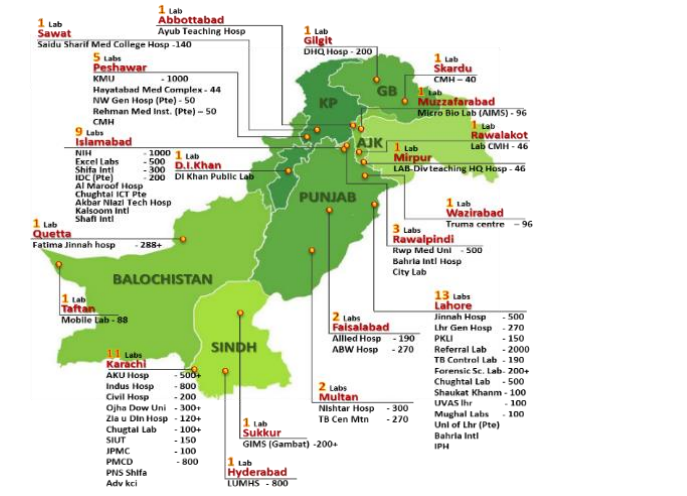 1 Lab
Sawat
Saidu Sharif Med College Hosp -140
1 Lab
Abbottabad
Ayub Teaching Hosp
1 Lab
Gilgit
DHQ Hosp - 200
1 Lab
Skardu
CMH – 40
5 Labs
Peshawar
KMU - 1000
Hayatabad Med Complex - 44
NW Gen Hosp (Pte) - 50
Rehman Med Inst. (Pte) – 50
CMH
1 Lab
Muzzafarabad
Micro Bio Lab (AIMS) - 96
1 Lab
Rawalakot
Lab CMH - 46
1 Lab
Mirpur
LAB-Div teaching HQ Hosp - 46
9 Labs
Islamabad
NIH - 1000
Excel Labs - 500
Shifa Intl - 300
IDC (Pte) - 200
Al Maroof Hosp
Chughtai ICT Pte
Akbar Niazi Tech Hosp
Kalsoom Intl
Shafi Intl
1 Lab
D.I.Khan
DI Khan Public Lab
KP
GB
AJK
PUNJAB
BALOCHISTAN
SINDH
1 Lab
Wazirabad
Truma centre – 96
3 Labs
Rawalpindi
Rwp Med Uni - 500
Bahria Intl Hosp
City Lab
1 Lab
Quetta
Fatima Jinnah hosp - 288+
1 Lab
Taftan
Mobile Lab - 88
13 Labs
Lahore
Jinnah Hosp - 500
Lhr Gen Hosp - 270
PKLI - 150
Referral Lab - 2000
TB Control Lab - 190
Forensic Sc. Lab- 200+
Chughtal Lab - 500
Shaukat Khanm - 100
UVAS lhr - 100
Mughal Labs - 100
Uni of Lhr (Pte)
Bahria Intl
IPH
2 Labs
Faisalabad
Allied Hosp - 190
ABW Hosp - 270
2 Labs
Multan
Nishtar Hosp - 300
TB Cen Mtn - 270
11 Labs
Karachi
AKU Hosp - 500+
Indus Hosp - 800
Civil Hosp - 200
Ojha Dow Uni - 300+
Zia u Din Hosp - 120+
Chugtal Lab - 100+
SIUT - 150
JPMC - 100
PMCD - 800
PNS Shifa
Adv kci
1 Lab
Sukkur
GIMS (Gambat) -200+
1 Lab
Hyderabad
LUMHS - 800